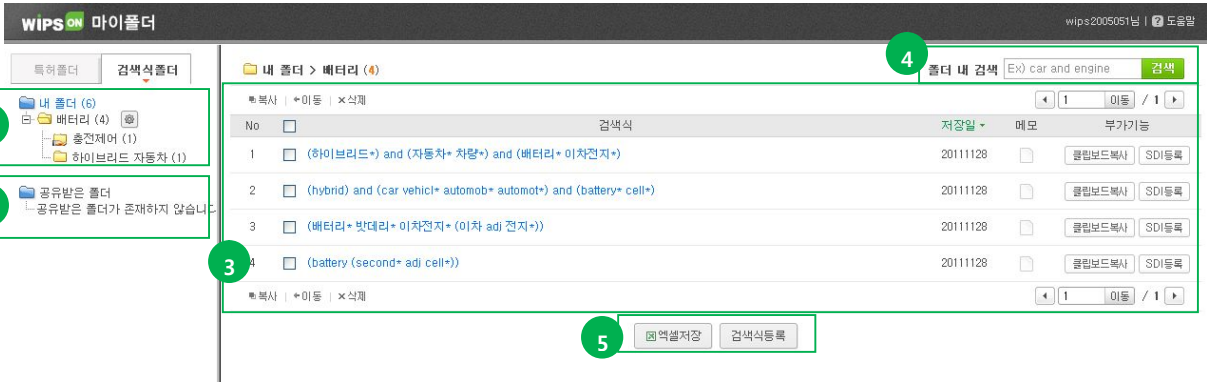 WIPS ON 마이폴더
wips2005051님 | ? 도움말
특허폴더 검색식폴더
내 폴더 (6)
배터리 (4)
충전제어 (1)
하이브리드 자동차 (1)
공유받은 폴더
공유받은 폴더가 존재하지 않습니다
내 폴더 > 배터리 (4)
4
폴더 내 검색 Ex) car and engine 검색
복사 | 이동 | 삭제
1 이동 / 1
No 검색식 저장일 메모 부가기능
1 (하이브리드*) and (자동차* 차량*) and (배터리* 이차전지*) 20111128 클립보드복사 SDI등록
2 (hybrid) and (car vehicl* automob* automot*) and (battery* cell*) 20111128 클립보드복사 SDI등록
3 (배터리* 밧데리* 이차전지* (이차 adj 전지*)) 20111128 클립보드복사 SDI등록
4 (battery (second* adj cell*)) 20111128 클립보드복사 SDI등록
3
복사 | 이동 | 삭제
1 이동 / 1
5
엑셀저장 검색식등록